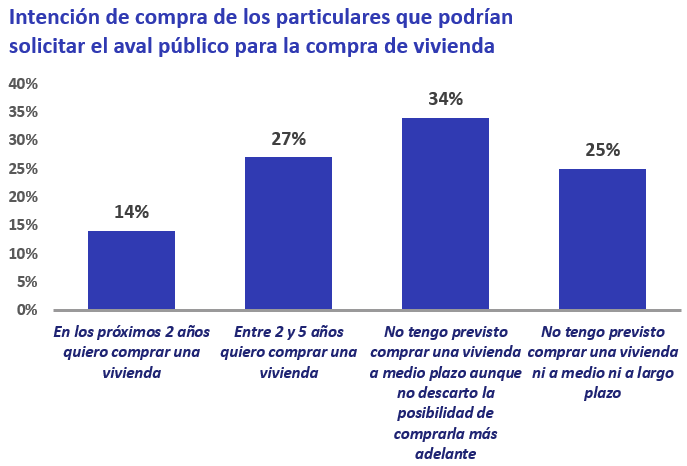 Intención de compra de los particulares que podrían
solicitar el aval público para la compra de vivienda
40%
35%
30%
25%
20%
15%
10%
5%
0%
14%
27%
34%
25%
En los próximos 2 años
quiero comprar una
vivienda
Entre 2 y 5 años
quiero comprar una
vivienda
No tengo previsto
comprar una vivienda
a medio plazo aunque
no descarto la
posibilidad de
comprarla más
adelante
No tengo previsto
comprar una vivienda
ni a medio ni a largo
plazo